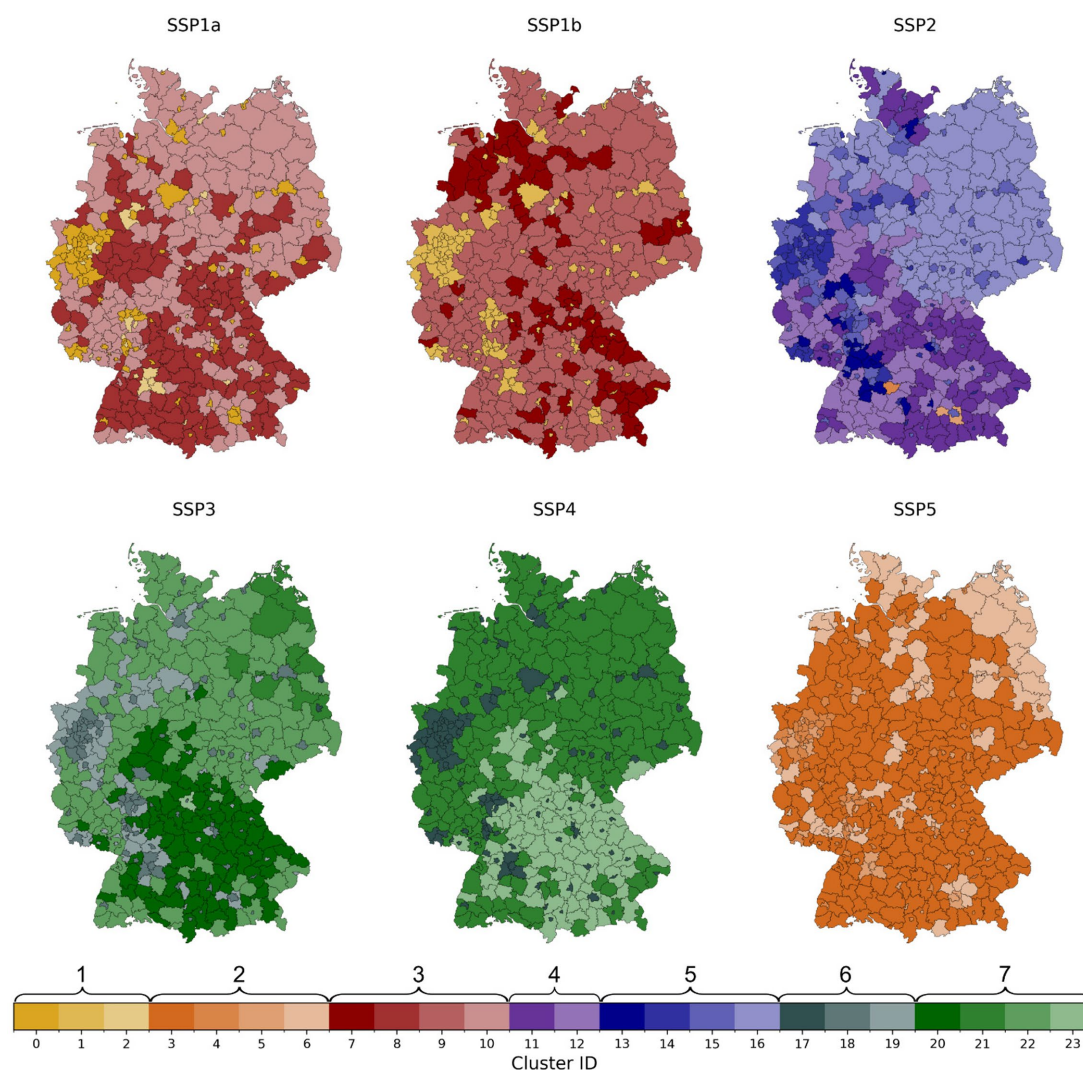 SSP1a SSP1b SSP2
SSP3 SSP4 SSP5
1 2 3 4 5 6 7
0 1 2 3 4 5 6 7 8 9 10 11 12 13 14 15 16 17 18 19 20 21 22 23
Cluster ID